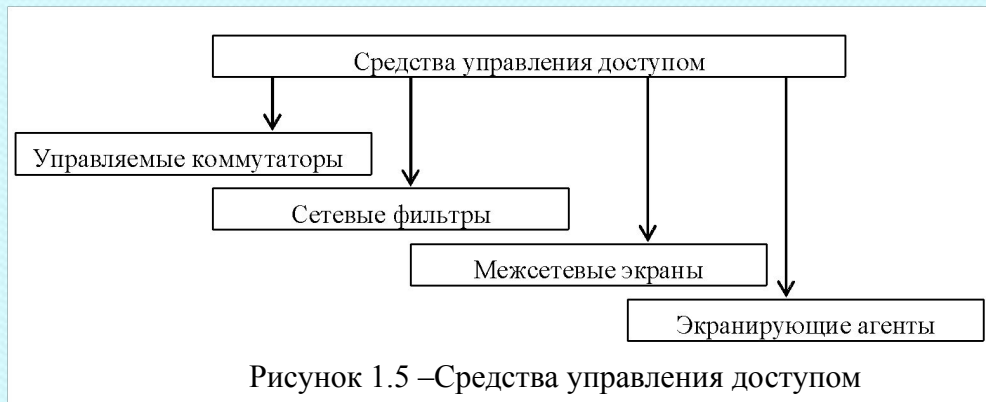 Средства управления доступом
Управляемые коммутаторы
Сетевые фильтры
Межсетевые экраны
Экранирующие агенты
Рисунок 1.5 –Средства управления доступом